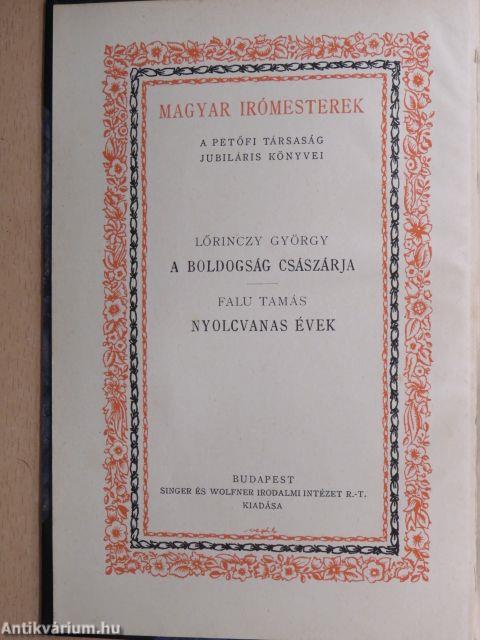 MAGYAR IRÓMESTEREK
A PETŐFI TÁRSASÁG
JUBILÁRIS KÖNYVEI
LŐRINCZY GYÖRGY
A BOLDOGSÁG CSÁSZÁRJA
FALU TAMÁS
NYOLCVANAS ÉVEK
BUDAPEST
SINGER ÉS WOLFNER IRODALMI INTÉZET R.-T.
KIADÁSA
Antikvárium.hu